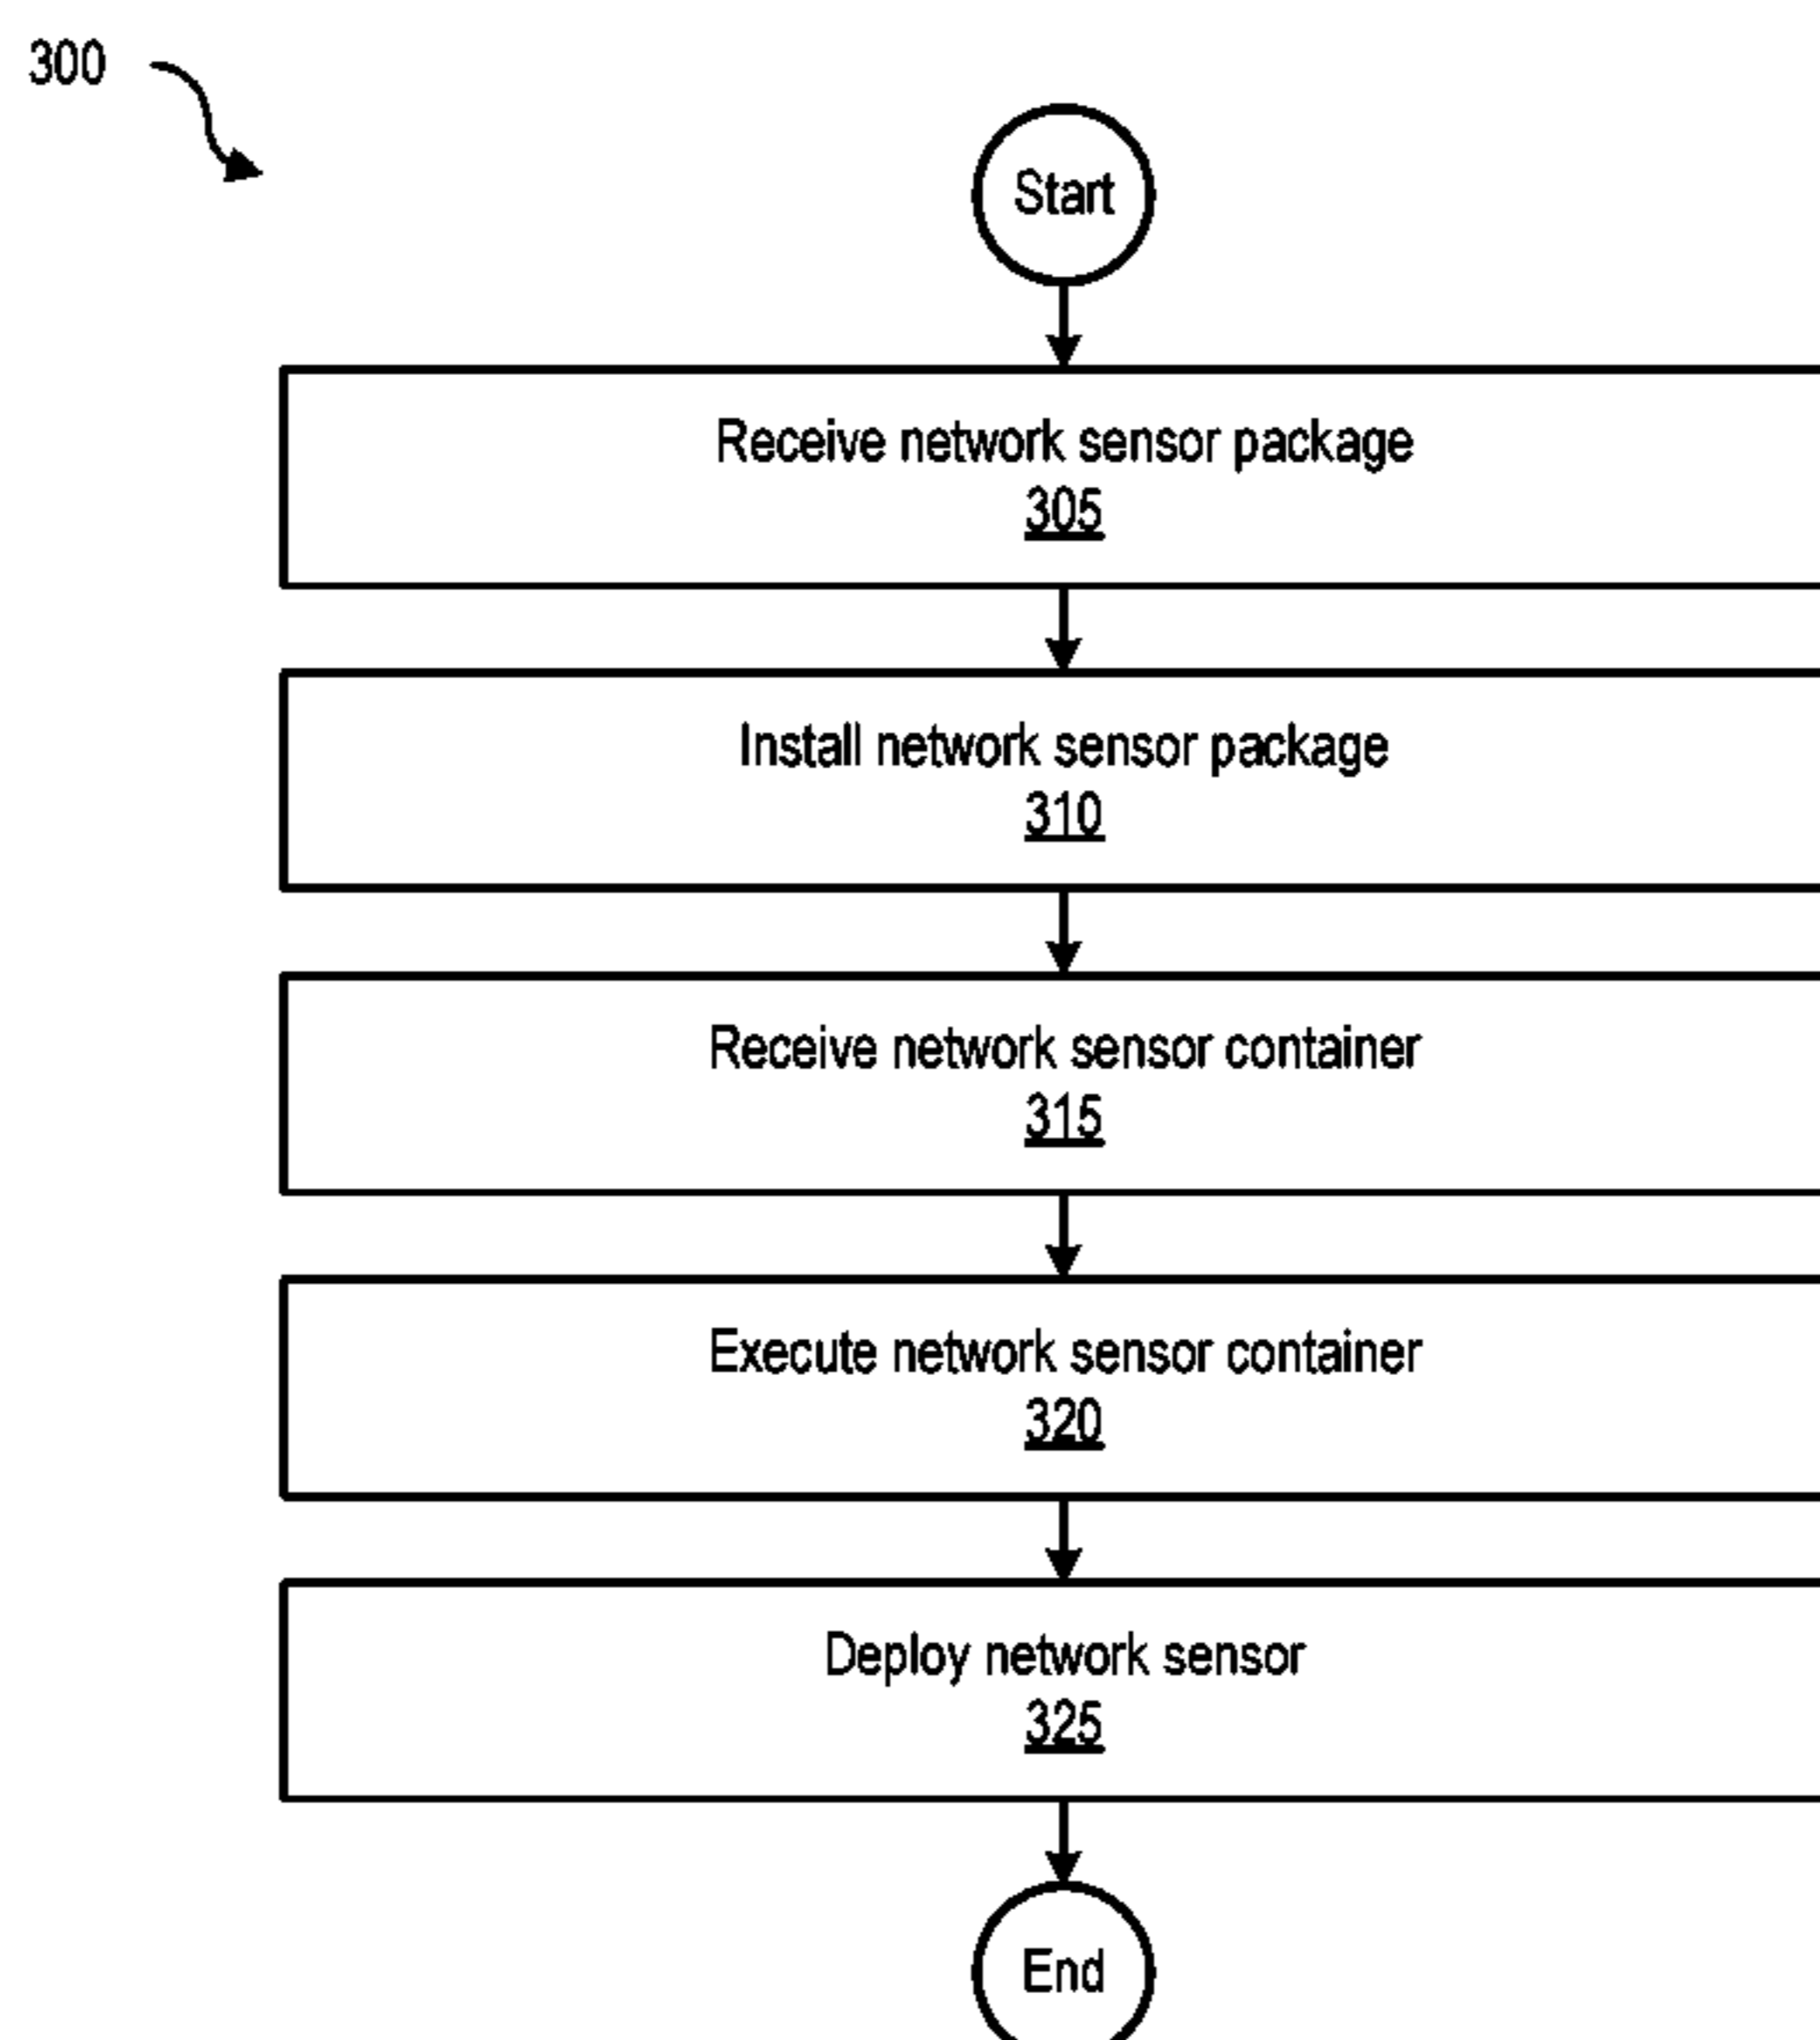 300
Start
Receive network sensor package
305
Install network sensor package
310
Receive network sensor container
315
Execute network sensor container
320
Deploy network sensor
325
End